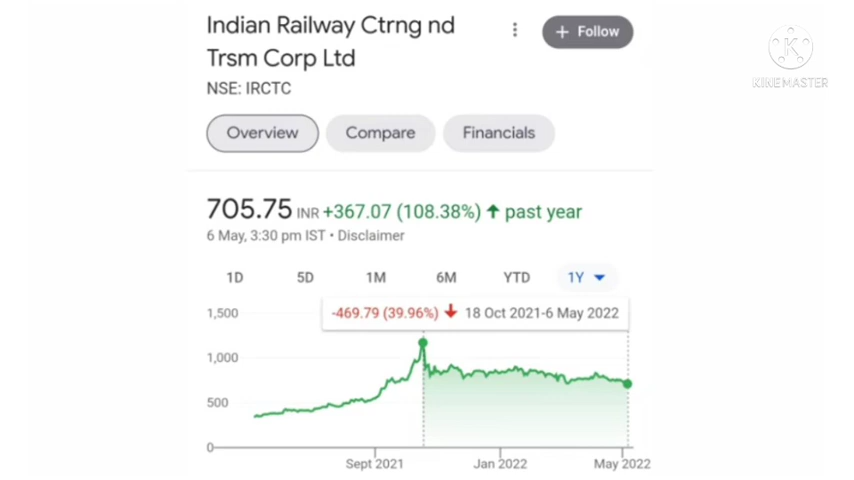 Indian Railway Ctrng nd
Trsm Corp Ltd
+ Follow
K
KINEMASTER
NSE: IRCTC
Overview Compare Financials
705.75 INR +367.07 (108.38%) ↑ past year
6 May, 3:30 pm IST • Disclaimer
1D 5D 1M 6M YTD 1Y
-469.79 (39.96%) ↓ 18 Oct 2021-6 May 2022
1,500
1,000
500
0
Sept 2021 Jan 2022 May 2022